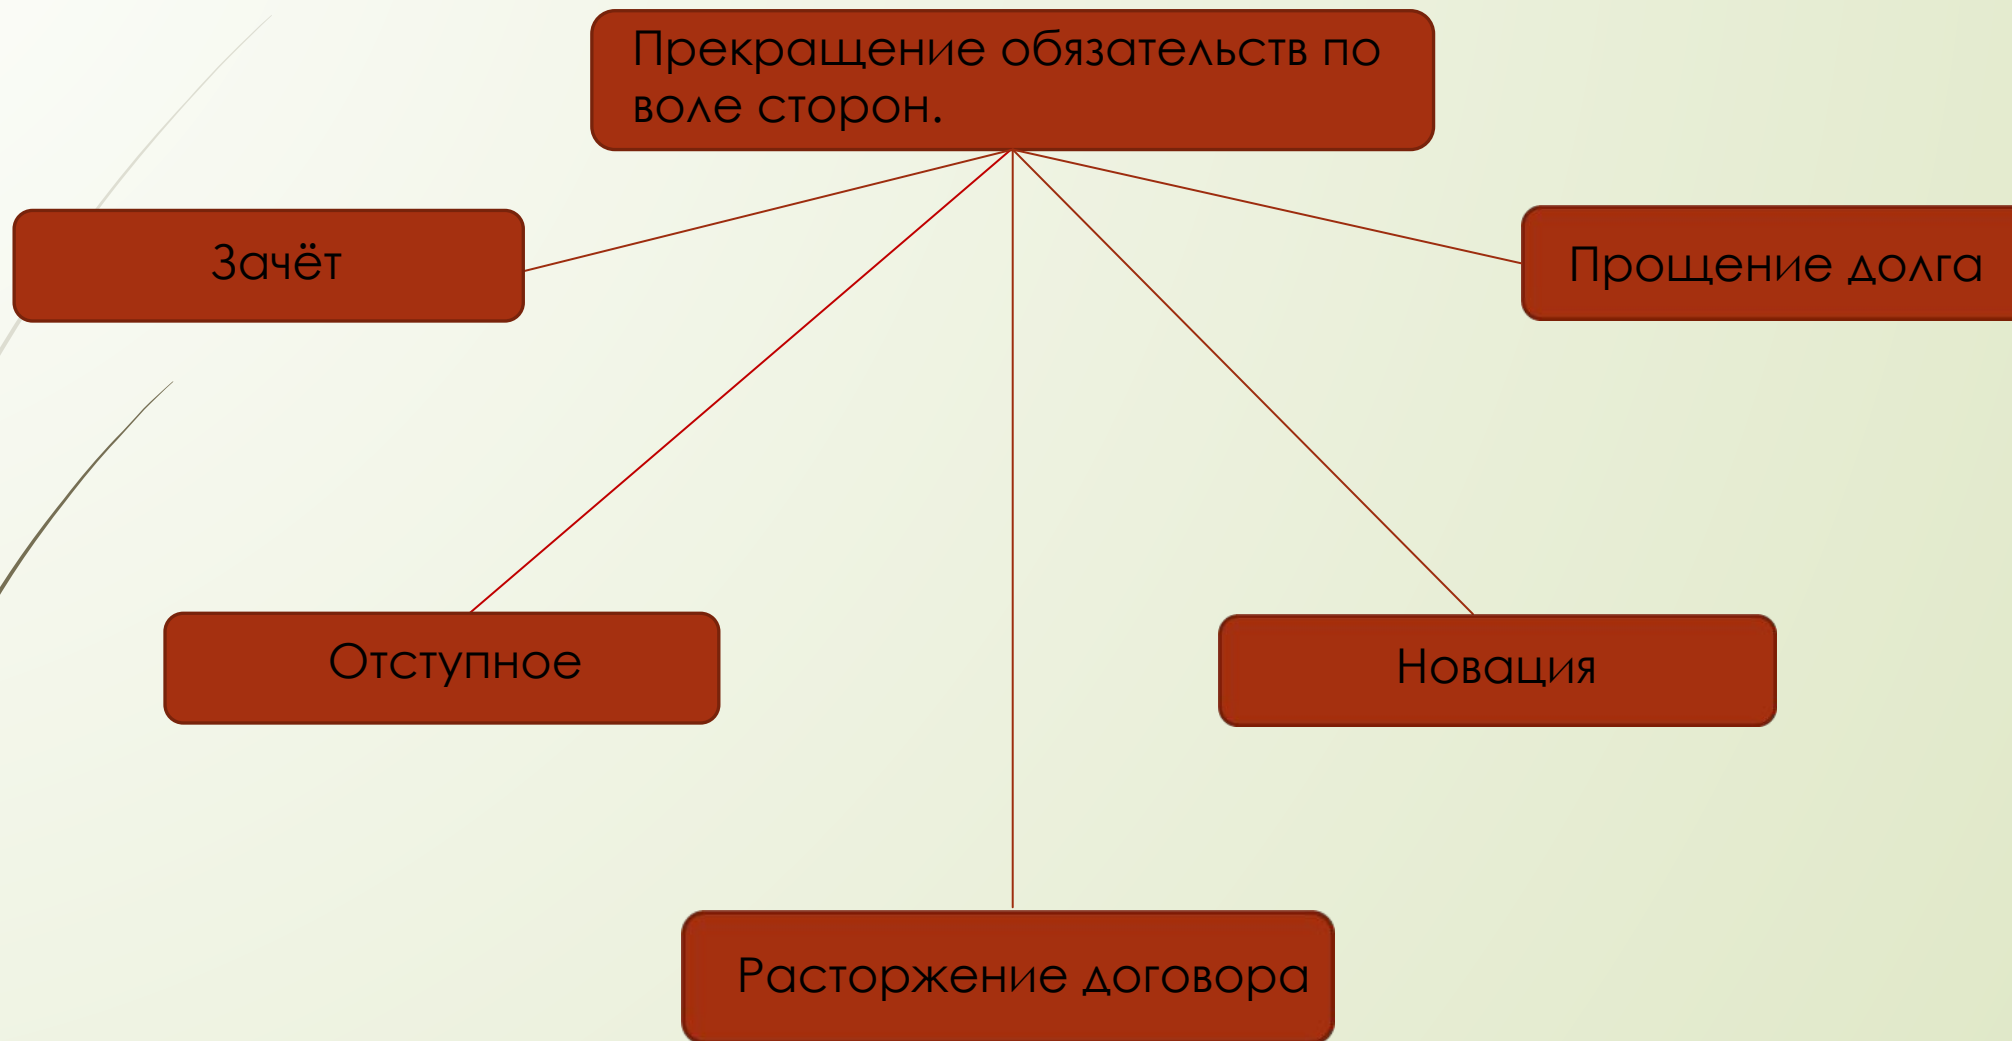 Прекращение обязательств по
воле сторон.
Зачёт
Прощение долга
Отступное
Новация
Расторжение договора